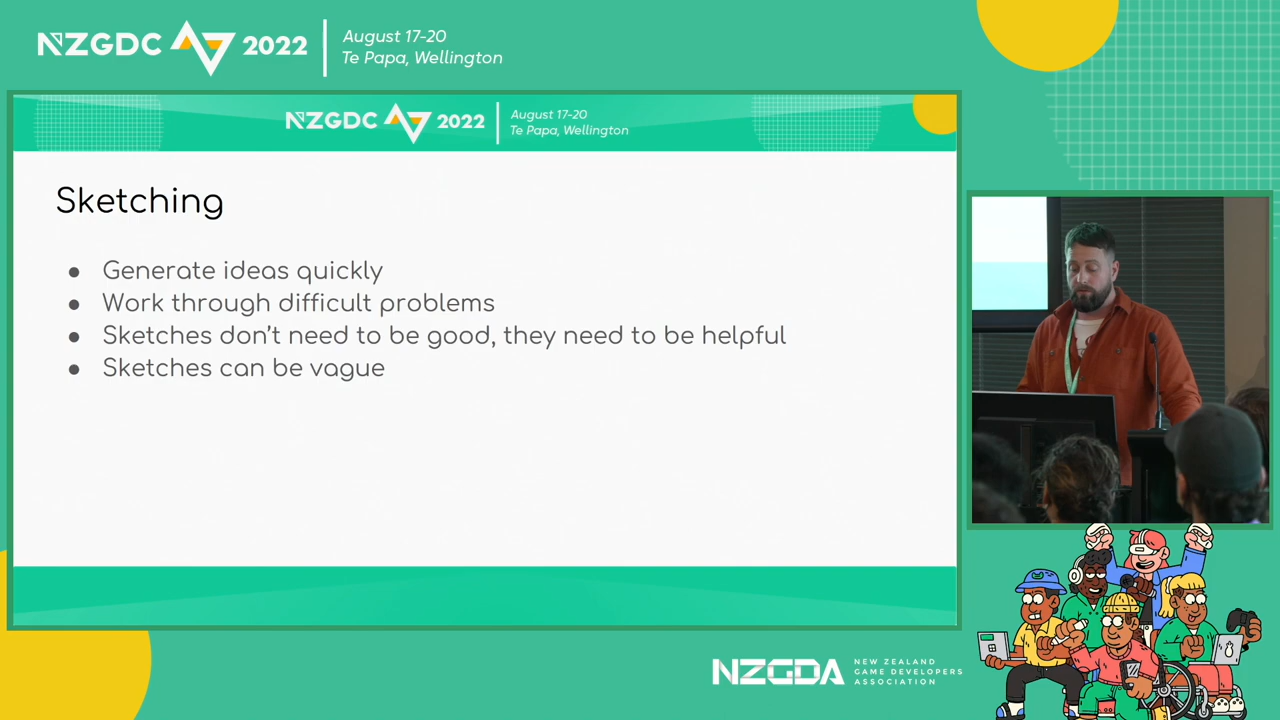 NZGDC 2022
August 17-20
Te Papa, Wellington
NZGDC 2022
August 17-20
Te Papa, Wellington
Sketching
● Generate ideas quickly
● Work through difficult problems
● Sketches don't need to be good, they need to be helpful
● Sketches can be vague
NZGDA
NEW ZEALAND
GAME DEVELOPERS
ASSOCIATION